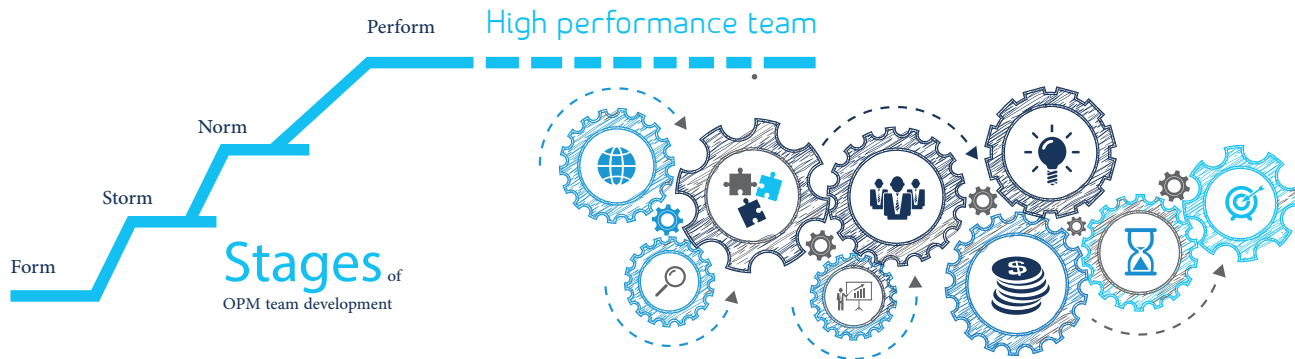 High performance team
Perform
Norm
Storm
Form
Stages of
OPM team development
$